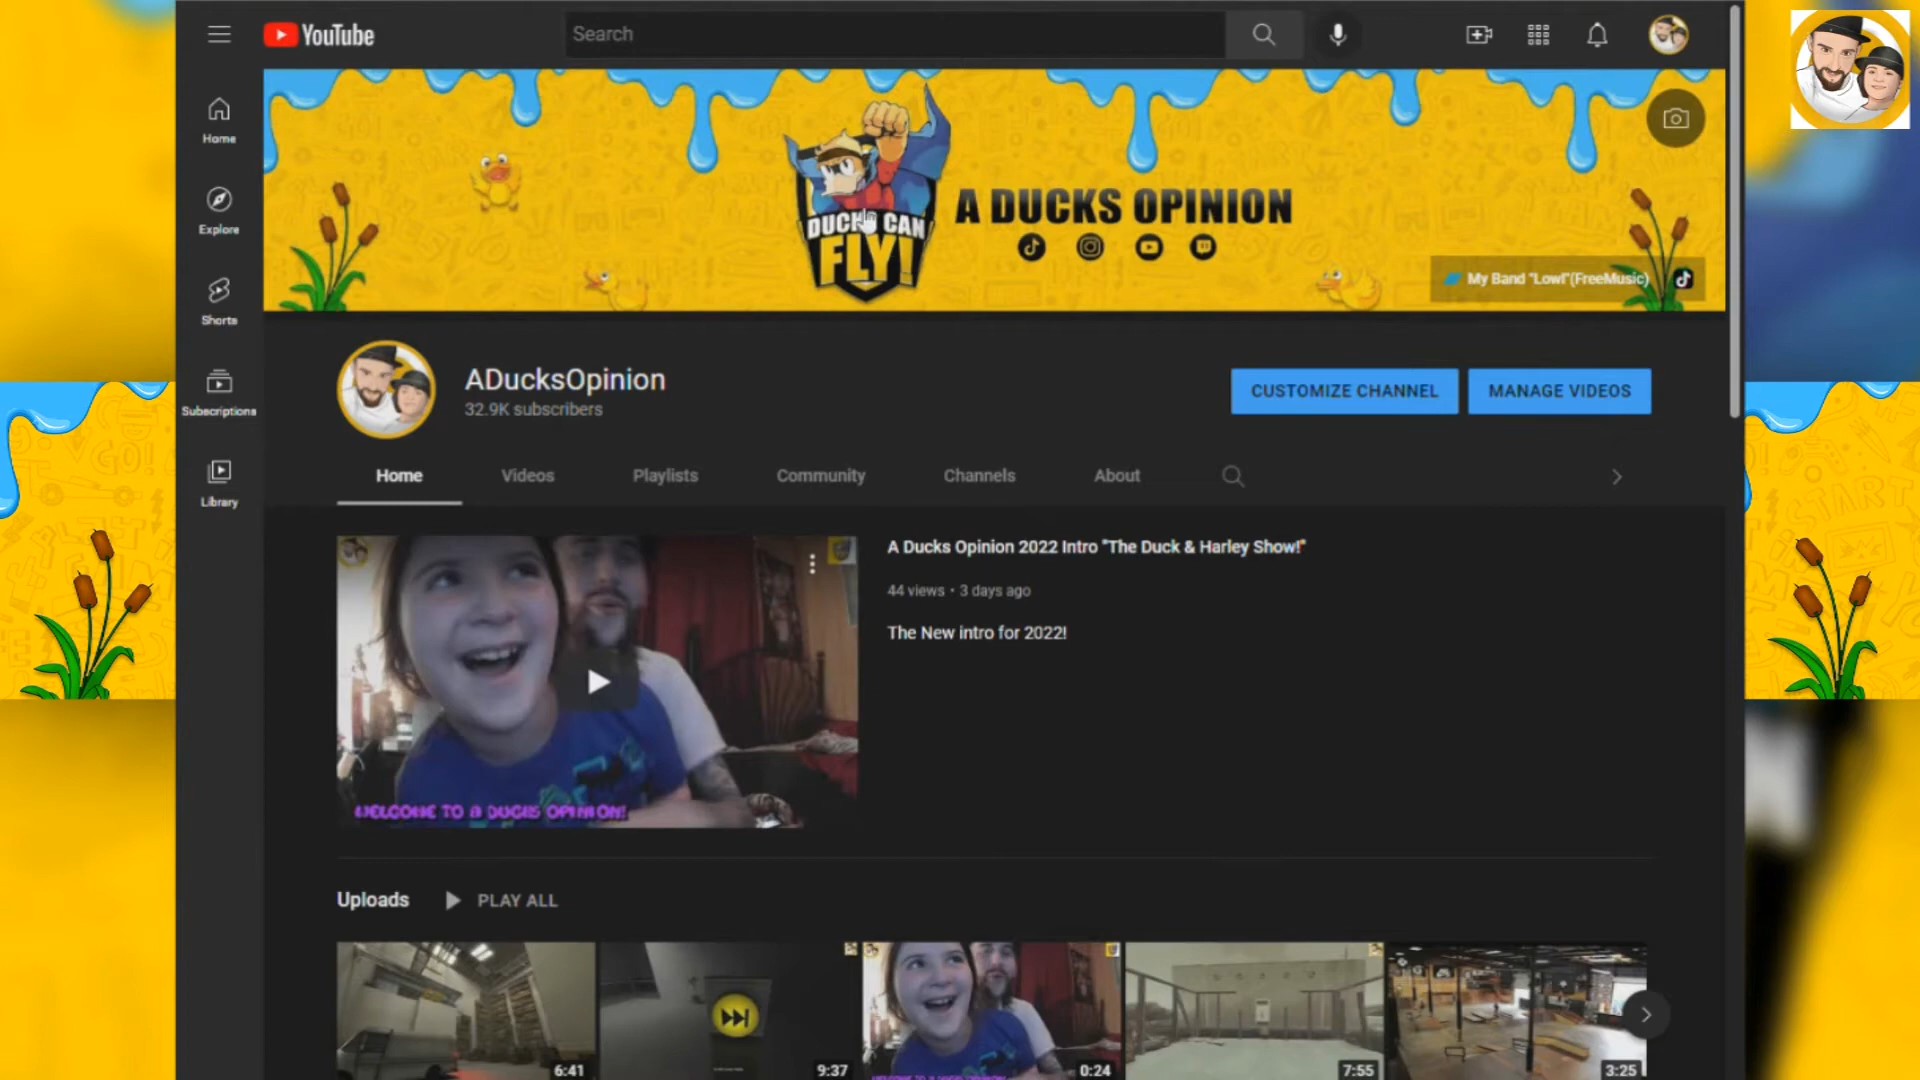 YouTube
Search
Home
Explore
Shorts
Subscriptions
Library
DUCKS CAN
FLY!
A DUCKS OPINION
My Band "Lowl"(FreeMusic)
ADucksOpinion
32.9K subscribers
CUSTOMIZE CHANNEL
MANAGE VIDEOS
Home
Videos
Playlists
Community
Channels
About
A Ducks Opinion 2022 Intro "The Duck & Harley Show!"
44 views • 3 days ago
The New intro for 2022!
WELCOME TO A DUCKS OPINION!
Uploads
PLAY ALL
6:41
9:37
0:24
7:55
3:25
GO!
START